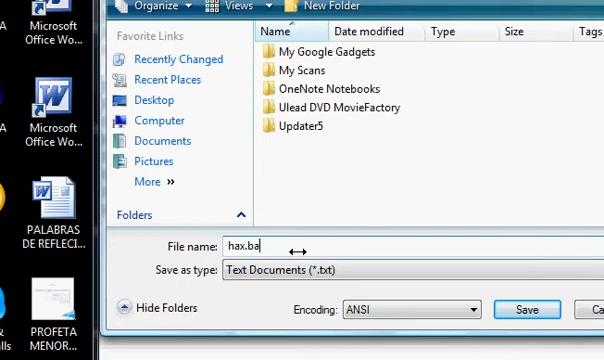 Organize Views New Folder
Microsoft
Office Wo...
Favorite Links
Name Date modified Type Size Tags
Recently Changed
Recent Places
Desktop
Computer
Documents
Pictures
More »
My Google Gadgets
My Scans
OneNote Notebooks
Ulead DVD MovieFactory
Updater5
Microsoft
Office Wo...
Folders
PALABRAS
DE REFLECI...
File name: hax.ba
Save as type: Text Documents (*.txt)
Hide Folders Encoding: ANSI Save Ca
PROFETA
MENOR...
alls